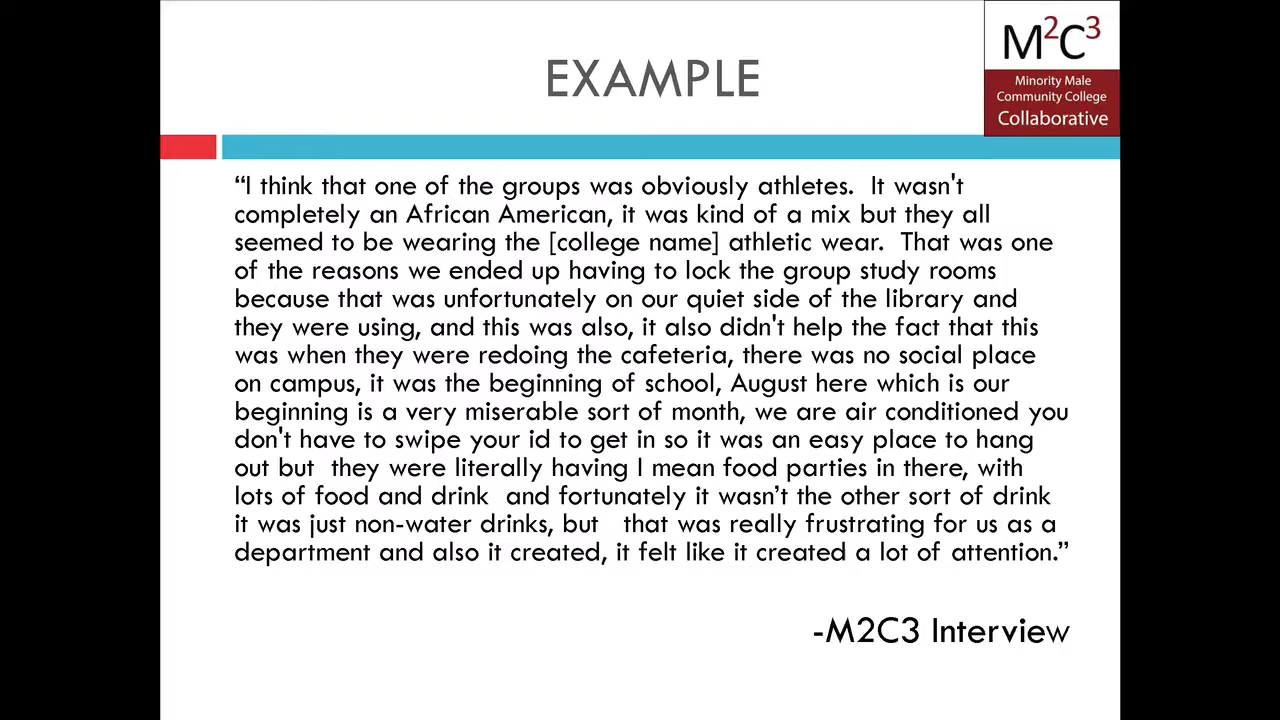 EXAMPLE
M2C3
Minority Male
Community College
Collaborative
“I think that one of the groups was obviously athletes.  It wasn't
completely an African American, it was kind of a mix but they all
seemed to be wearing the [college name] athletic wear.  That was one
of the reasons we ended up having to lock the group study rooms
because that was unfortunately on our quiet side of the library and
they were using, and this was also, it also didn't help the fact that this
was when they were redoing the cafeteria, there was no social place
on campus, it was the beginning of school, August here which is our
beginning is a very miserable sort of month, we are air conditioned you
don't have to swipe your id to get in so it was an easy place to hang
out but  they were literally having I mean food parties in there, with
lots of food and drink  and fortunately it wasn’t the other sort of drink
it was just non-water drinks, but   that was really frustrating for us as a
department and also it created, it felt like it created a lot of attention.”
-M2C3 Interview